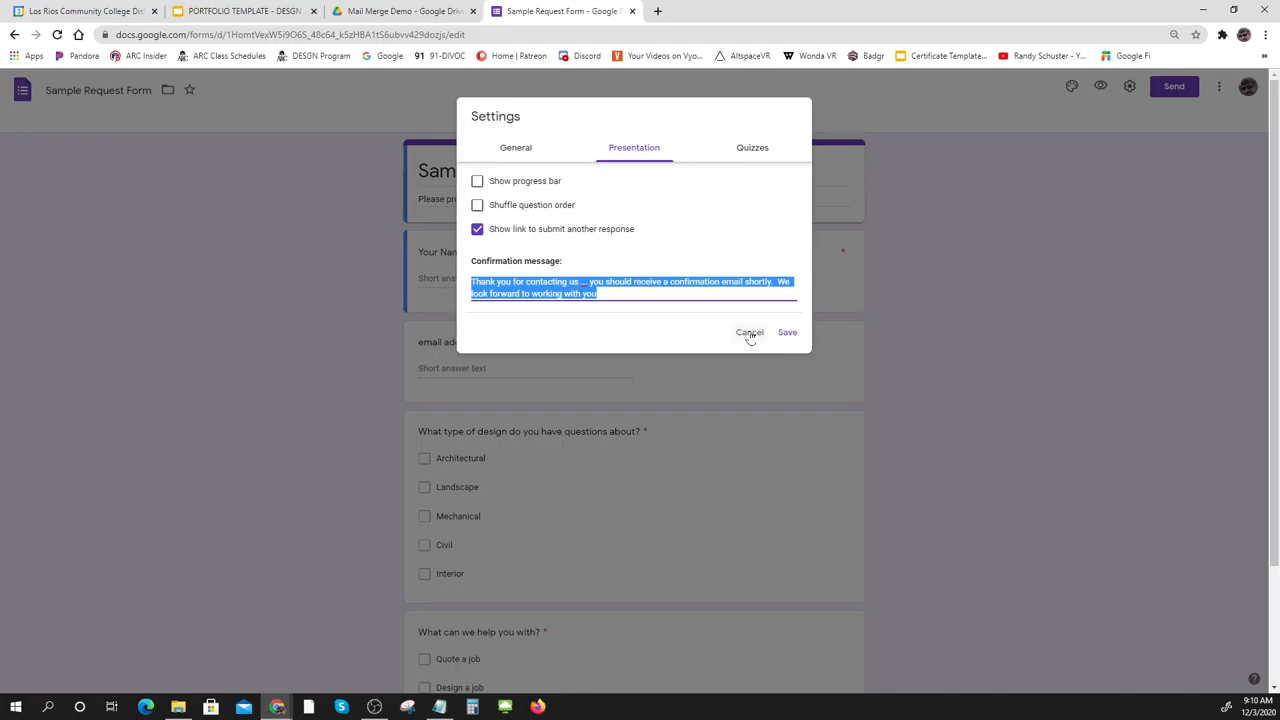 Los Rios Community College Dist
PORTFOLIO TEMPLATE - DESGN
Mail Merge Demo - Google Driv
Sample Request Form - Google F
docs.google.com/forms/d/1HomtVexW5i9O6S_48c64_k5zHBA1tS6ubvv429dozjs/edit
Apps
Pandora
ARC Insider
ARC Class Schedules
DESGN Program
Google
91-DIVOC
Home | Patreon
Discord
Your Videos on Vyo...
AltspaceVR
Wonda VR
Badgr
Certificate Template...
Randy Schuster - Y...
Google Fi
»
Sample Request Form
Send
Settings
General
Presentation
Quizzes
Show progress bar
Shuffle question order
Show link to submit another response
Confirmation message:
Thank you for contacting us ... you should receive a confirmation email shortly. We
look forward to working with you
Cancel
Save
Sam
Please pr
Your Na
*
Short answ
email add
Short answer text
What type of design do you have questions about? *
Architectural
Landscape
Mechanical
Civil
Interior
What can we help you with? *
Quote a job
Design a job
9:10 AM
12/3/2020